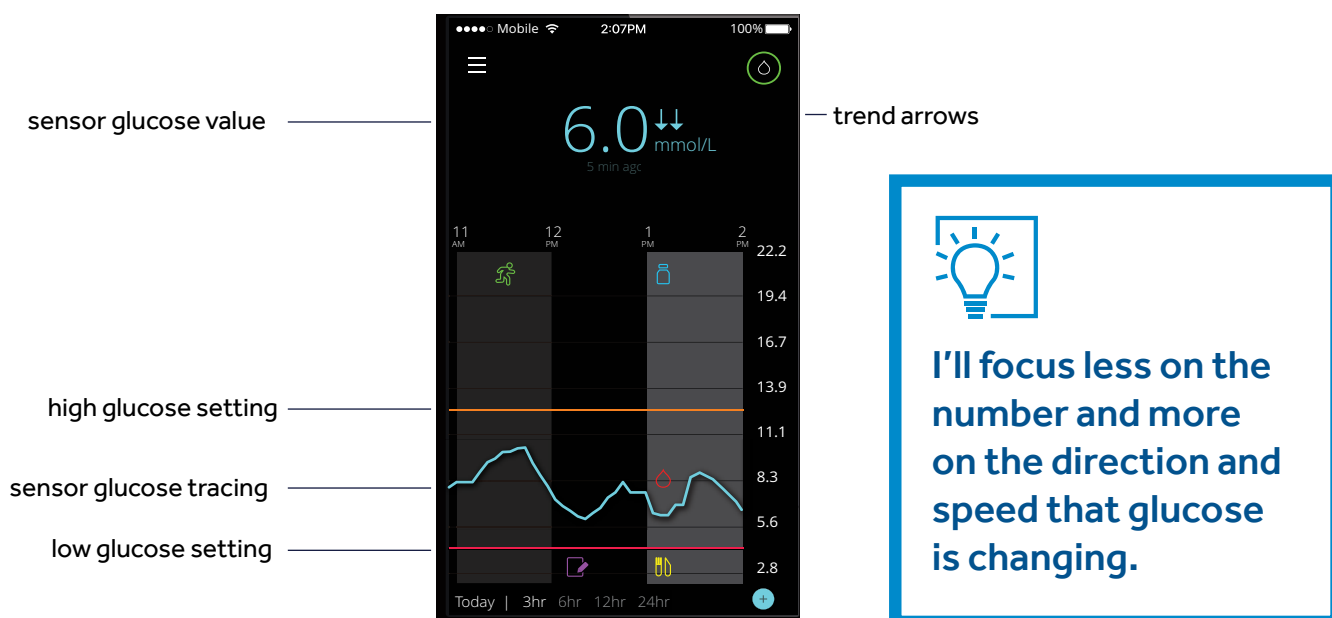 Mobile 2:07PM 100%
sensor glucose value
6.0 mmol/L
trend arrows
5 min agc
11 AM 12 PM 1 PM 2 PM
22.2
19.4
16.7
13.9
high glucose setting
11.1
sensor glucose tracing
8.3
5.6
low glucose setting
2.8
Today | 3hr 6hr 12hr 24hr
I'll focus less on the
number and more
on the direction and
speed that glucose
is changing.